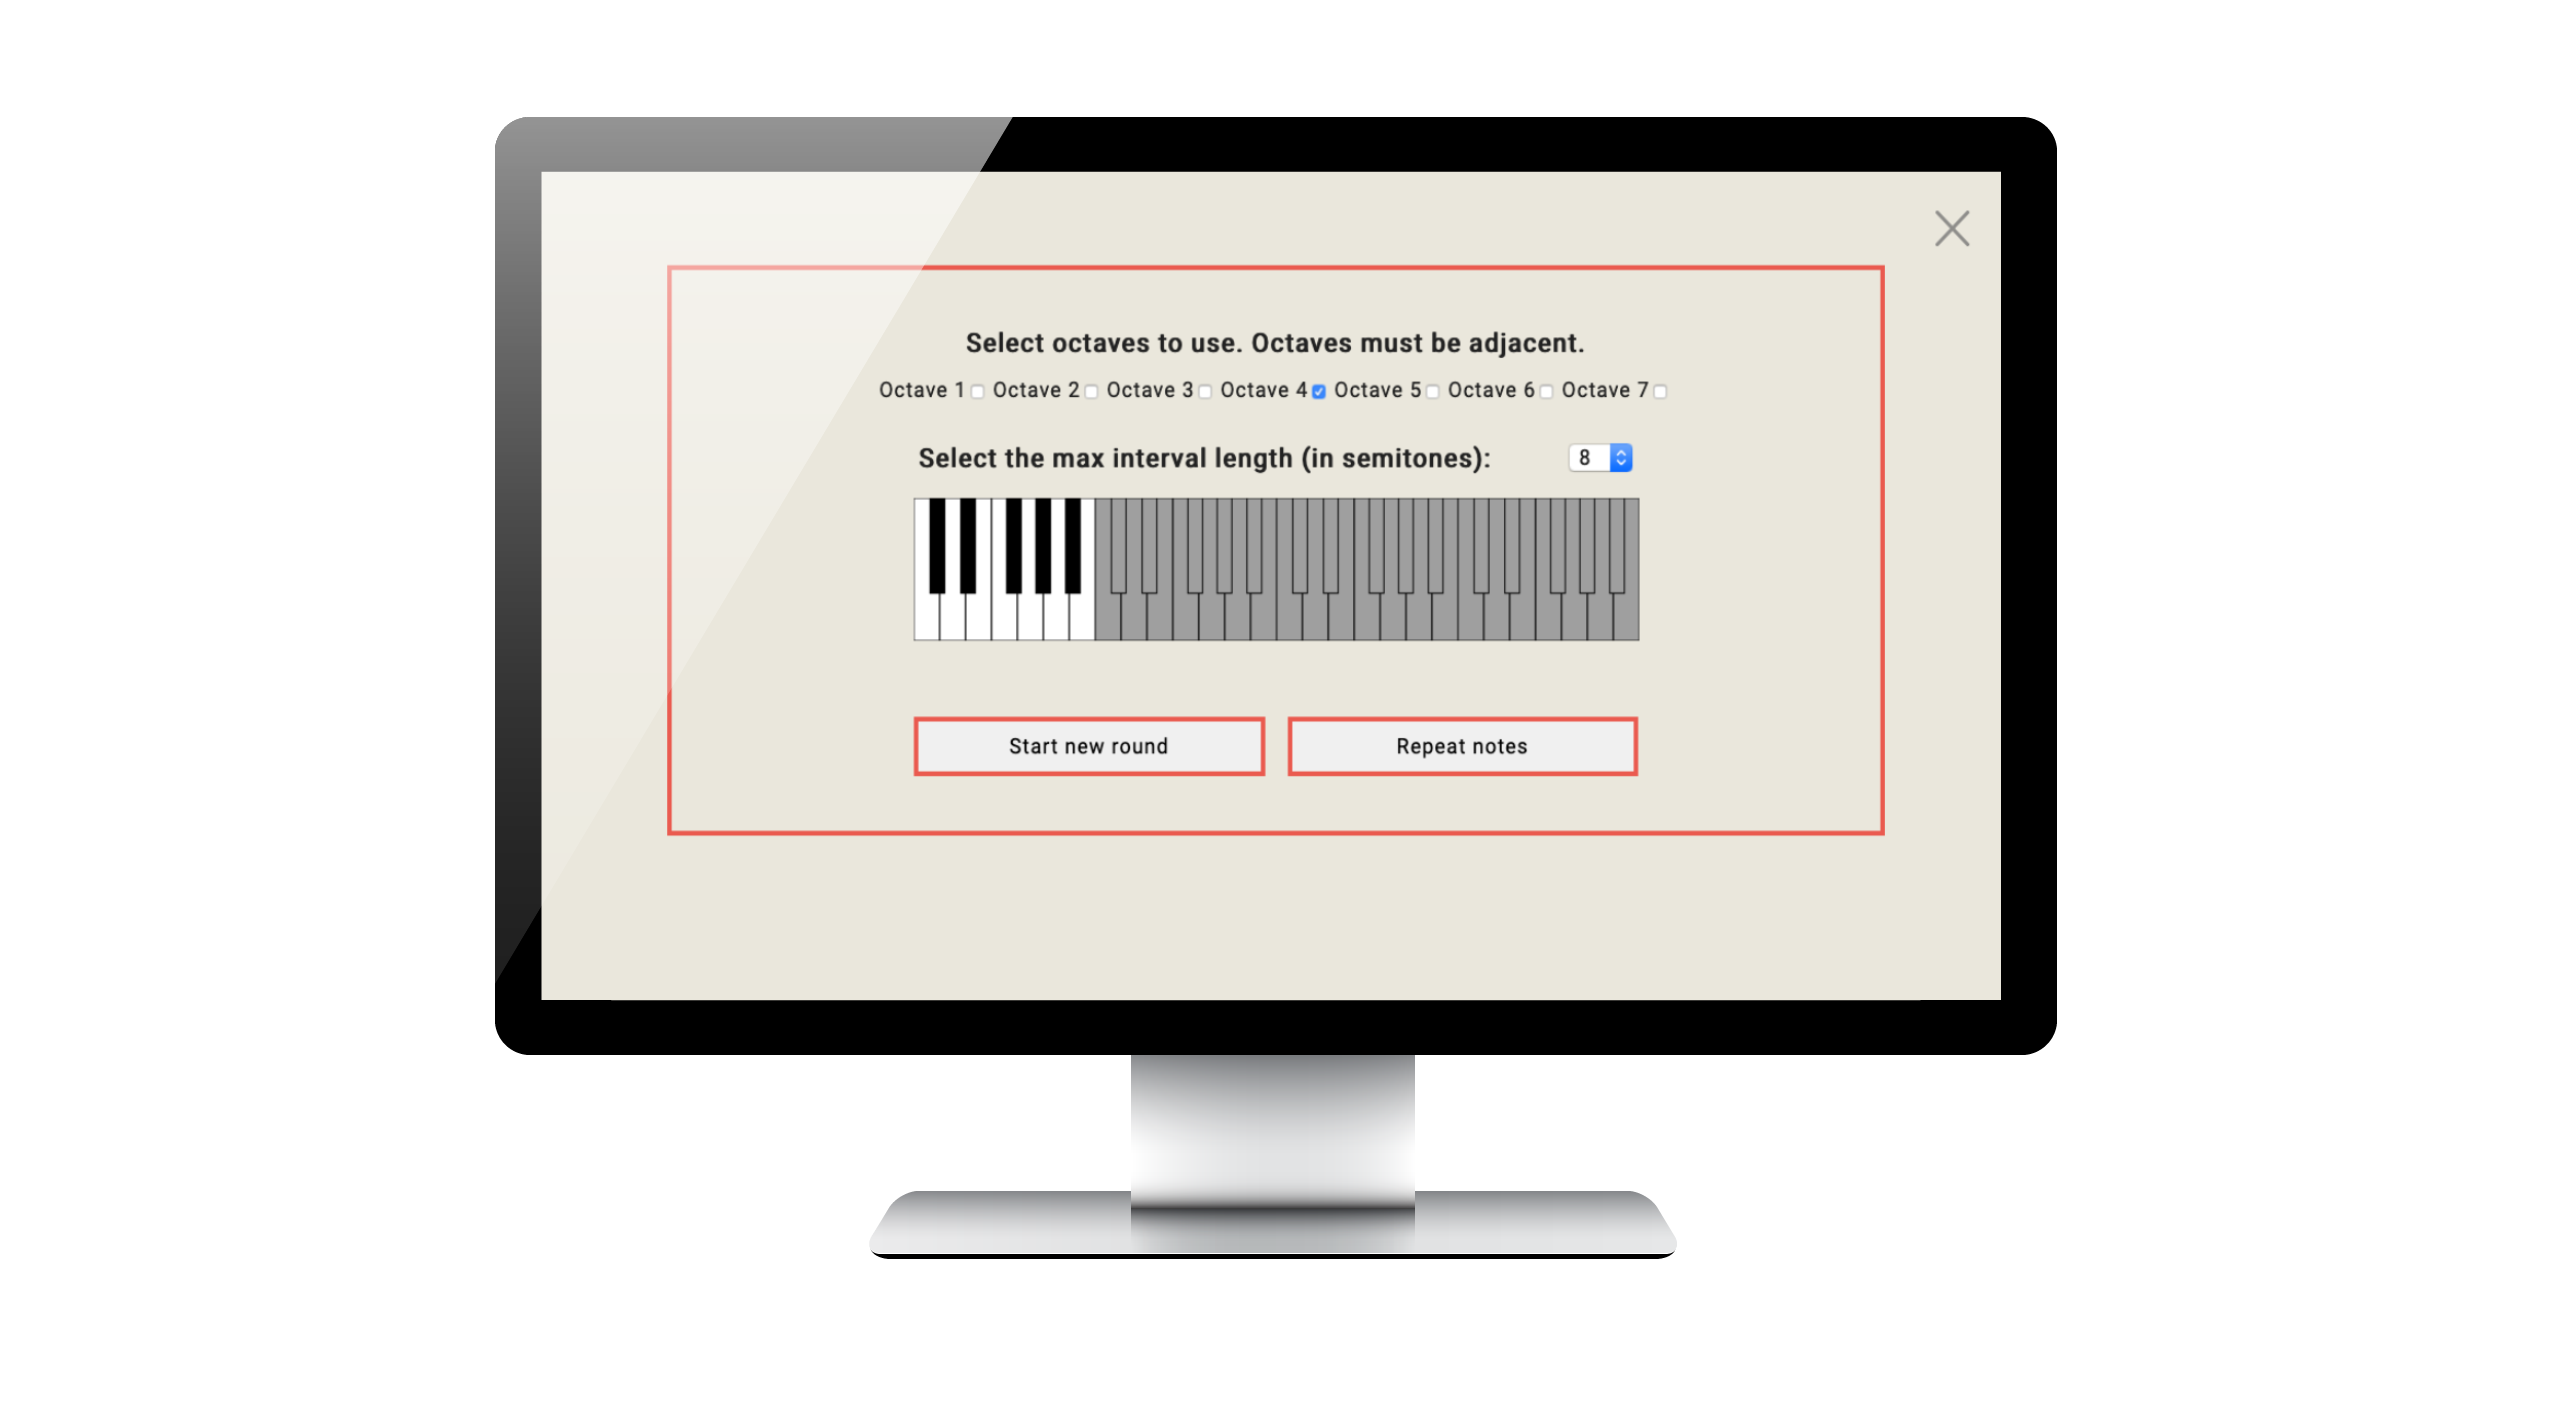 Select octaves to use. Octaves must be adjacent.
Octave 1 Octave 2 Octave 3 Octave 4 Octave 5 Octave 6 Octave 7
Select the max interval length (in semitones): 8
Start new round Repeat notes